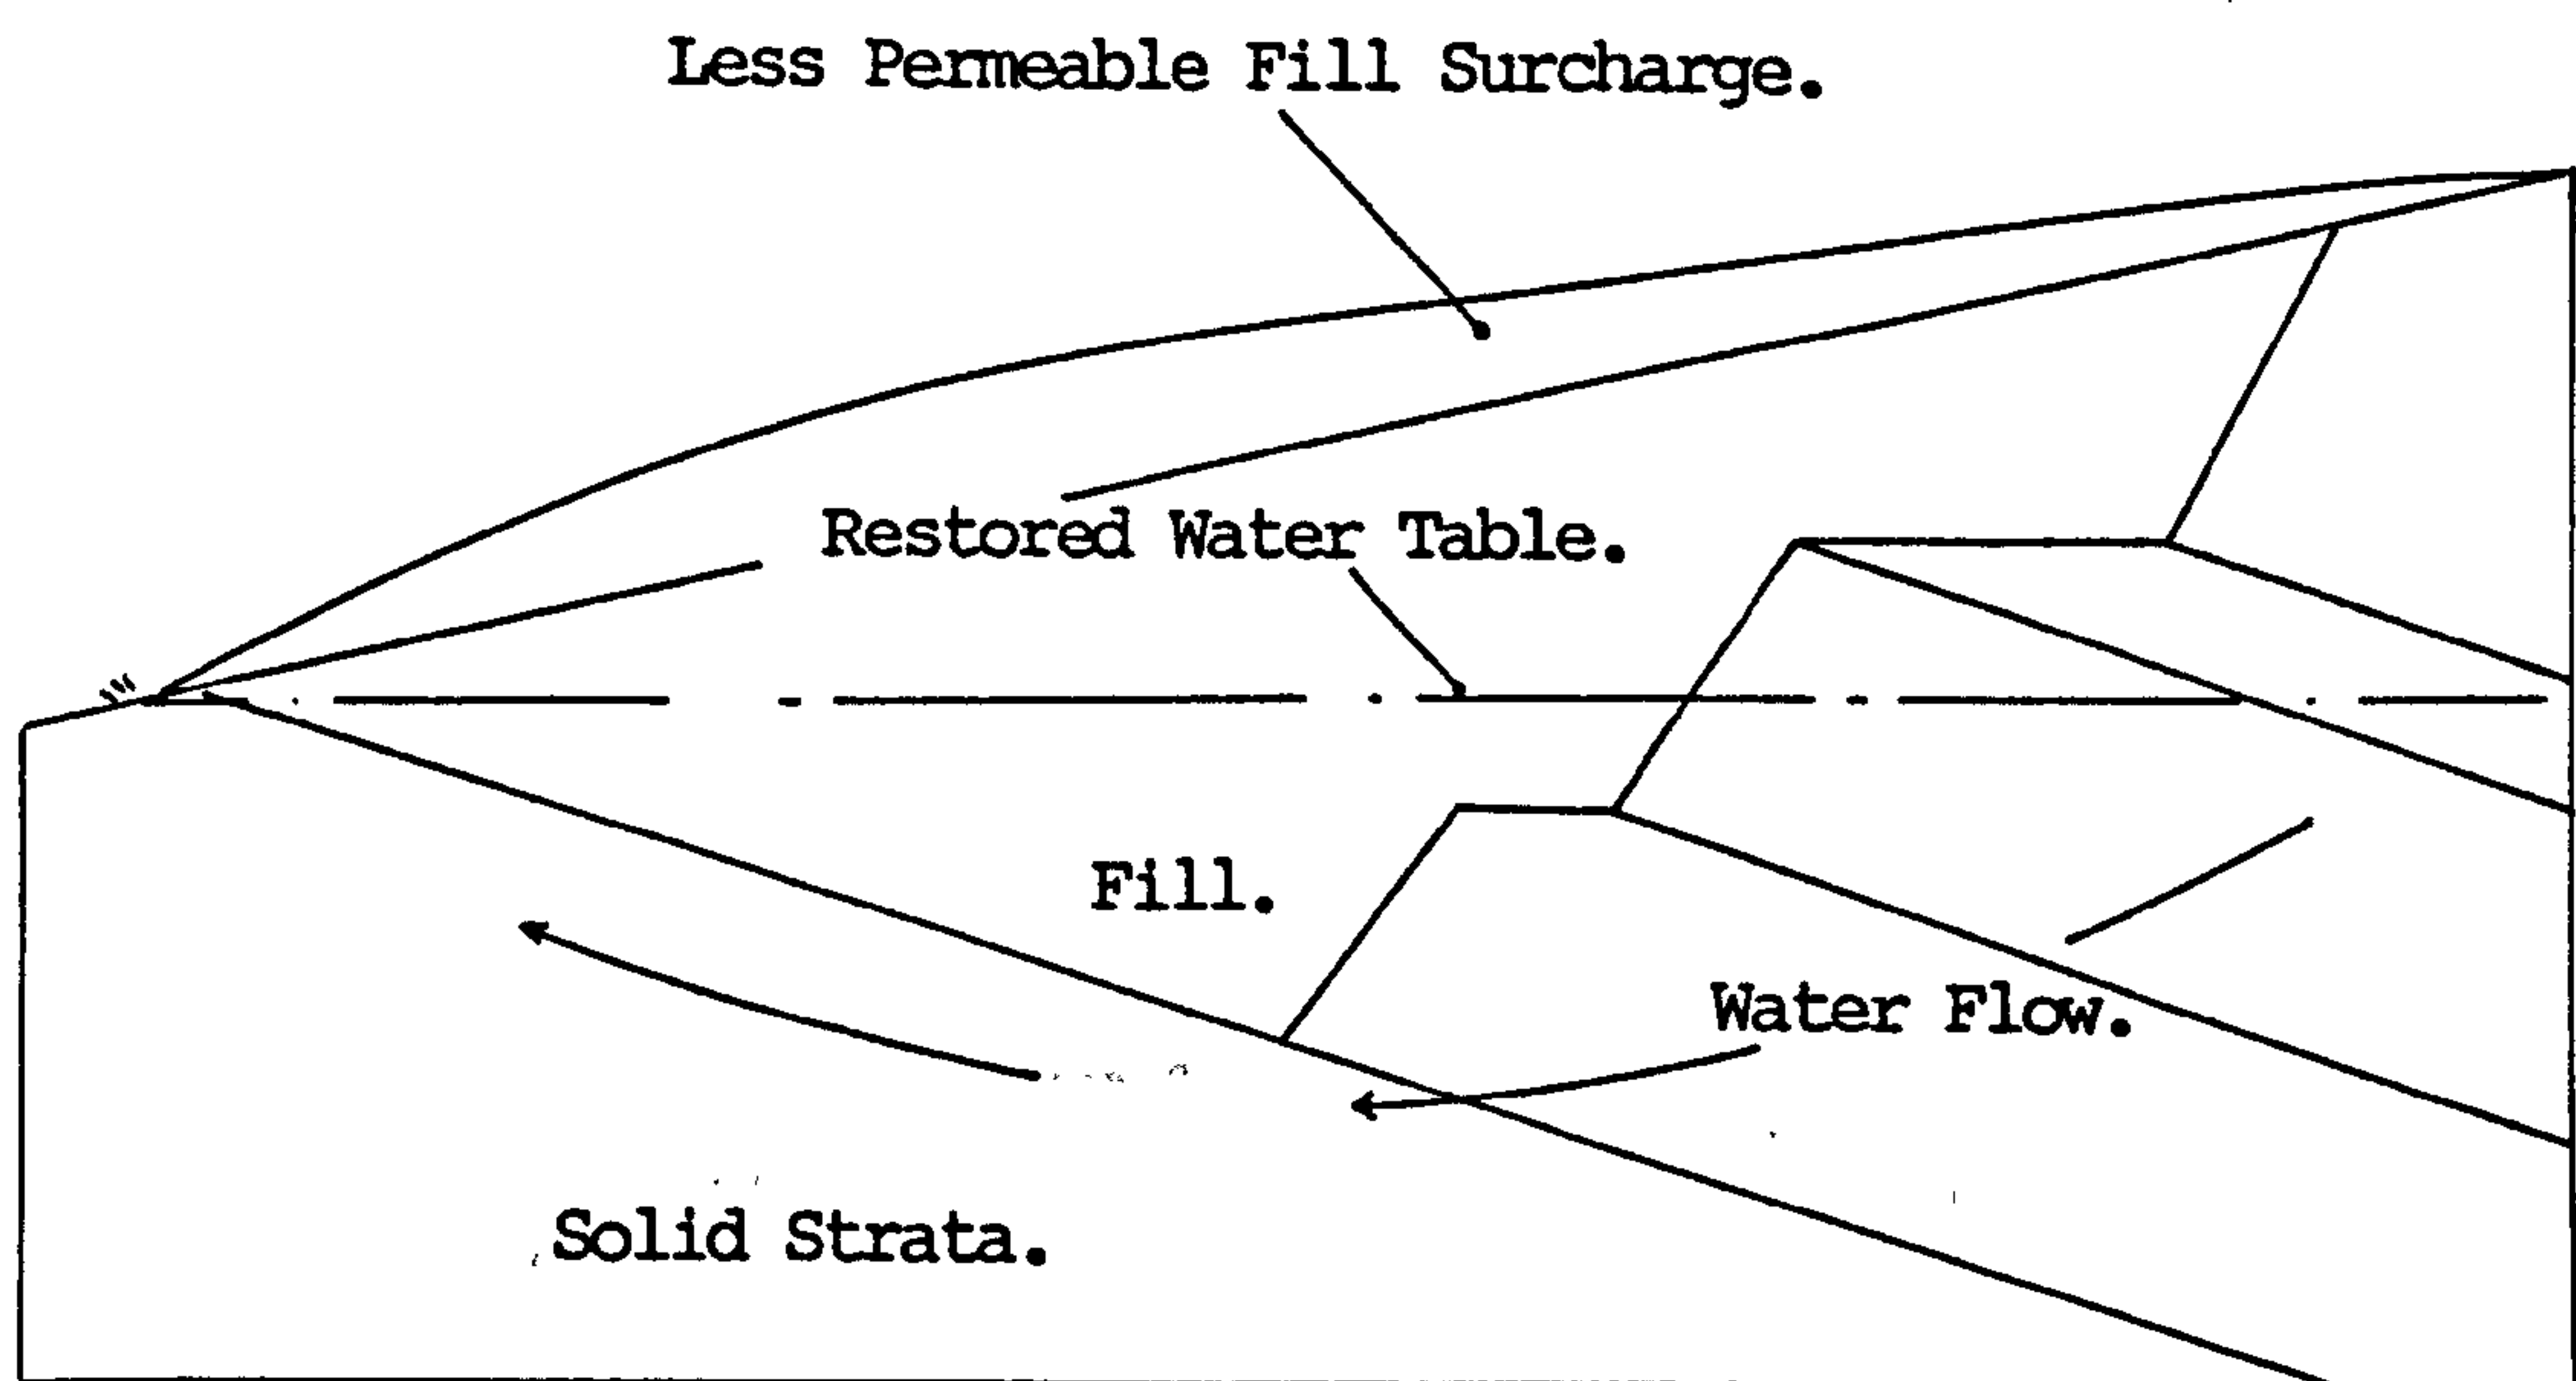 Less Permeable Fill Surcharge.
Restored Water Table.
Fill.
Water Flow.
Solid Strata.